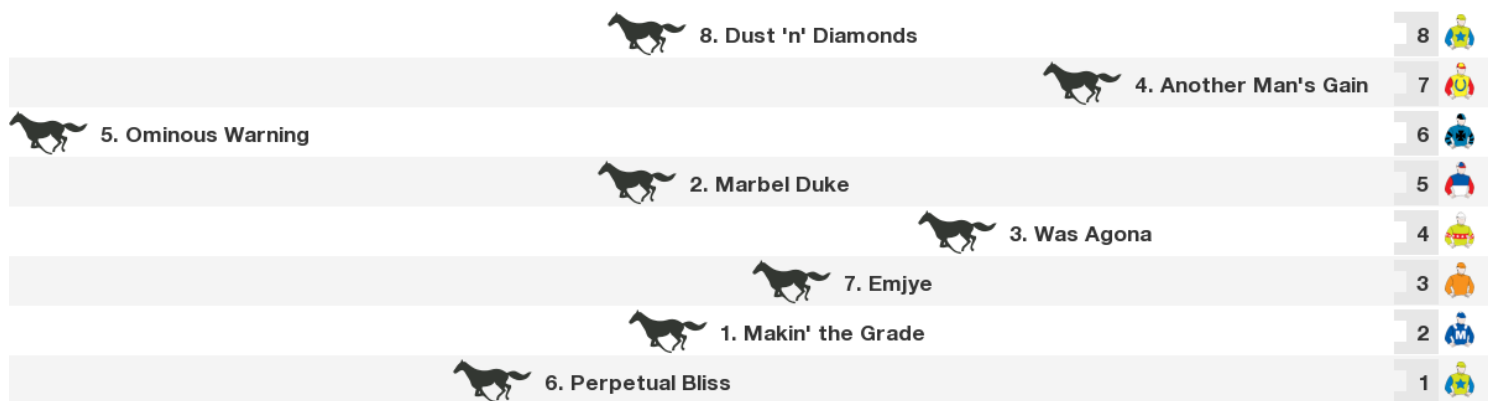 8. Dust 'n' Diamonds 8
4. Another Man's Gain 7
5. Ominous Warning 6
2. Marbel Duke 5
3. Was Agona 4
7. Emjye 3
1. Makin' the Grade 2
M
6. Perpetual Bliss 1